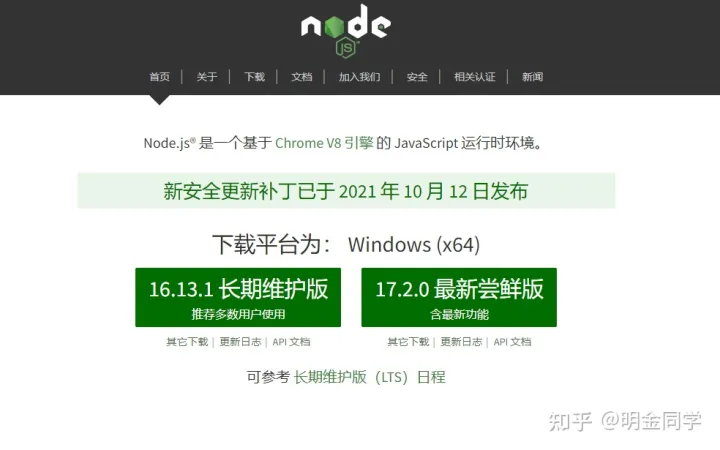 node
JS
首页 关于 下载 文档 加入我们 安全 相关认证 新闻
Node.js® 是一个基于 Chrome V8 引擎 的 JavaScript 运行时环境。
新安全更新补丁已于 2021 年 10 月 12 日发布
下载平台为： Windows (x64)
16.13.1 长期维护版 17.2.0 最新尝鲜版
推荐多数用户使用 含最新功能
其它下载 | 更新日志 | API 文档 其它下载 | 更新日志 | API 文档
可参考 长期维护版（LTS）日程
知乎 @明金同学